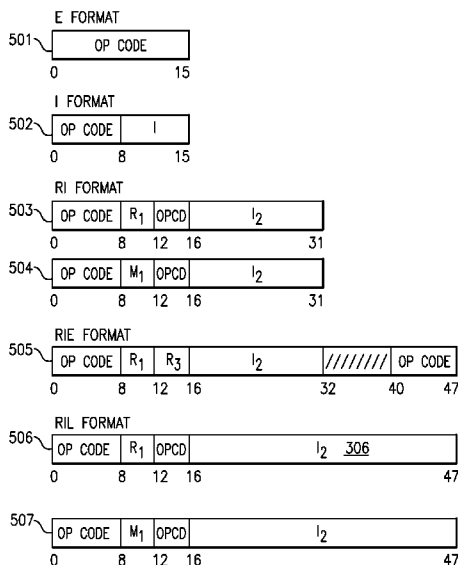 E FORMAT
501 OP CODE
0 15
I FORMAT
502 OP CODE I
0 8 15
RI FORMAT
503 OP CODE R1 OPCD I2
0 8 12 16 31
504 OP CODE M1 OPCD I2
0 8 12 16 31
RIE FORMAT
505 OP CODE R1 R3 I2 //////// OP CODE
0 8 12 16 32 40 47
RIL FORMAT
506 OP CODE R1 OPCD I2 306
0 8 12 16 47
507 OP CODE M1 OPCD I2
0 8 12 16 47